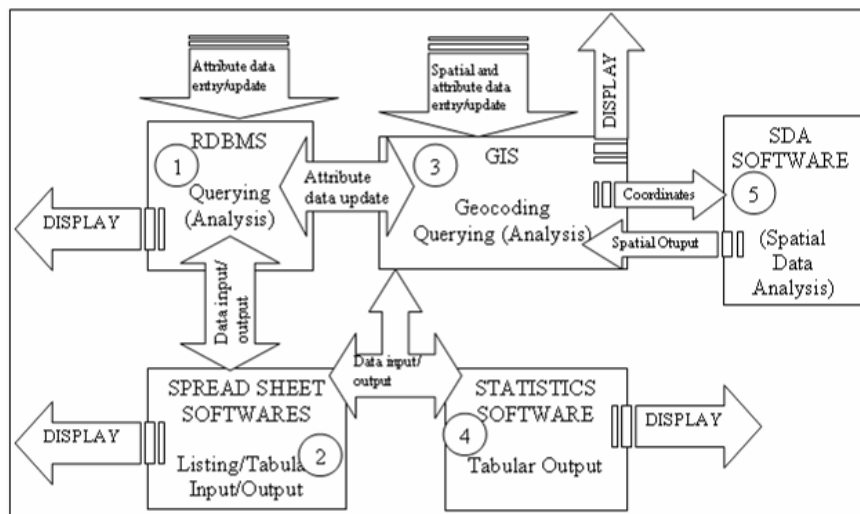 Attribute data
entry/update
Spatial and
attribute data
entry/update
DISPLAY
RDBMS
1
Querying
(Analysis)
Attribute
data update
3
GIS
Geocoding
Querying (Analysis)
Coordinates
Spatial Otuput
SDA
SOFTWARE
5
(Spatial
Data
Analysis)
DISPLAY
Data input/
output
Data input/
output
SPREAD SHEET
SOFTWARES
2
Listing/Tabula
Input/Output
STATISTICS
SOFTWARE
4
Tabular Output
DISPLAY
DISPLAY